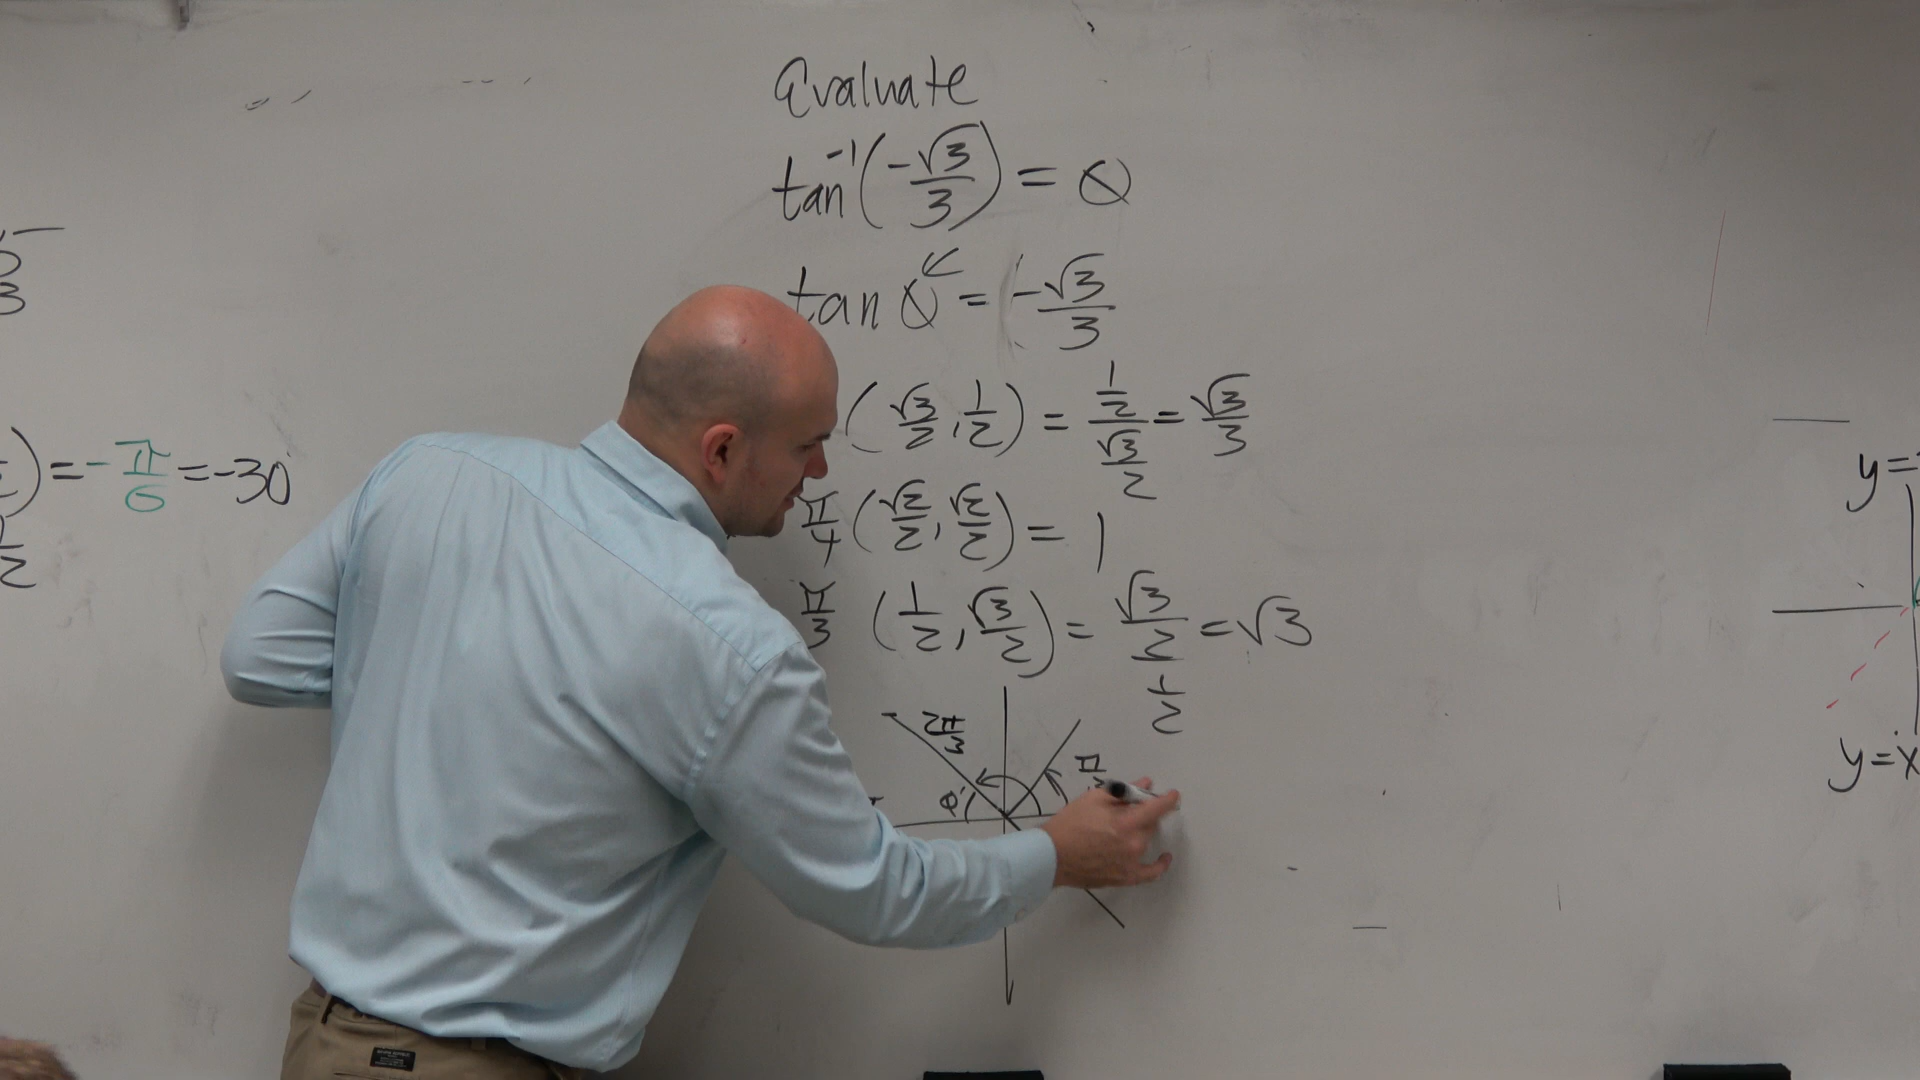 Evaluate
tan⁻¹(-√3/3) = θ
tan θ = -√3/3
(√3/2, 1/2) = (1/2)/(√3/2) = √3/3
π/4 (√2/2, √2/2) = 1
π/3 (1/2, √3/2) = (√3/2)/(1/2) = √3
2π/3
θ'
) = -π/6 = -30
y=
y=x